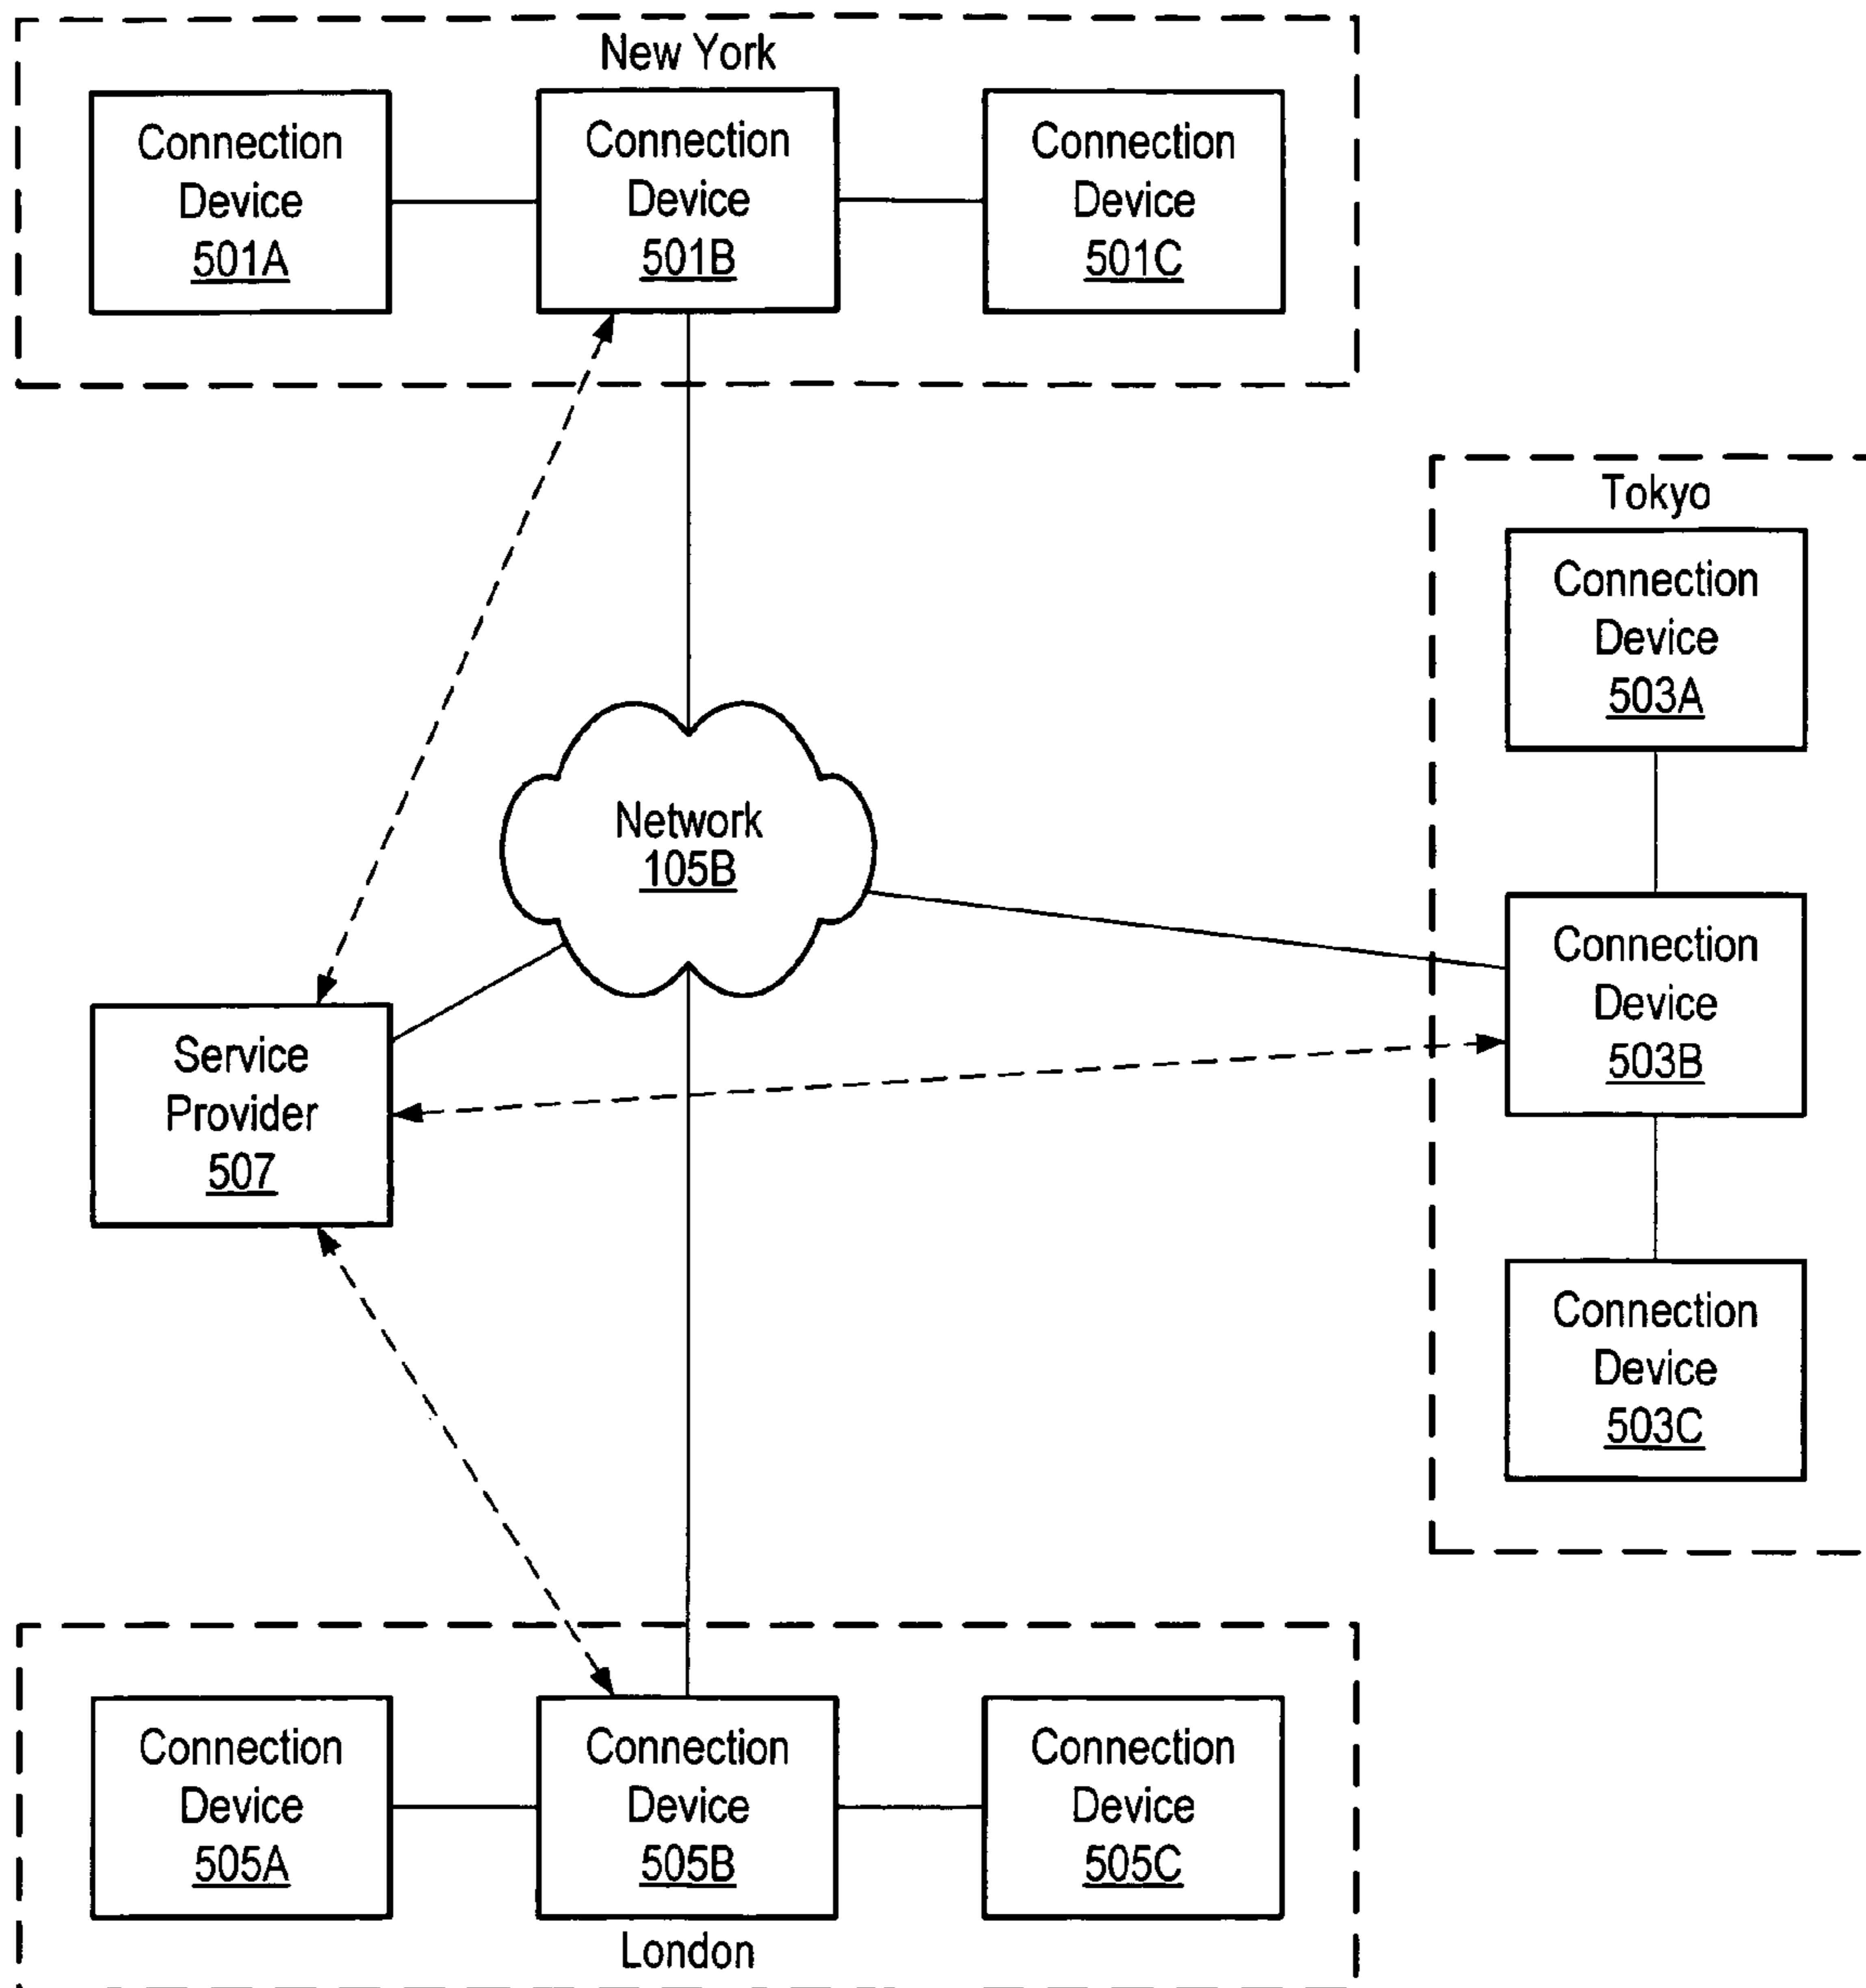 New York
Connection
Device
501A
Connection
Device
501B
Connection
Device
501C
Tokyo
Connection
Device
503A
Network
105B
Connection
Device
503B
Service
Provider
507
Connection
Device
503C
Connection
Device
505A
Connection
Device
505B
Connection
Device
505C
London